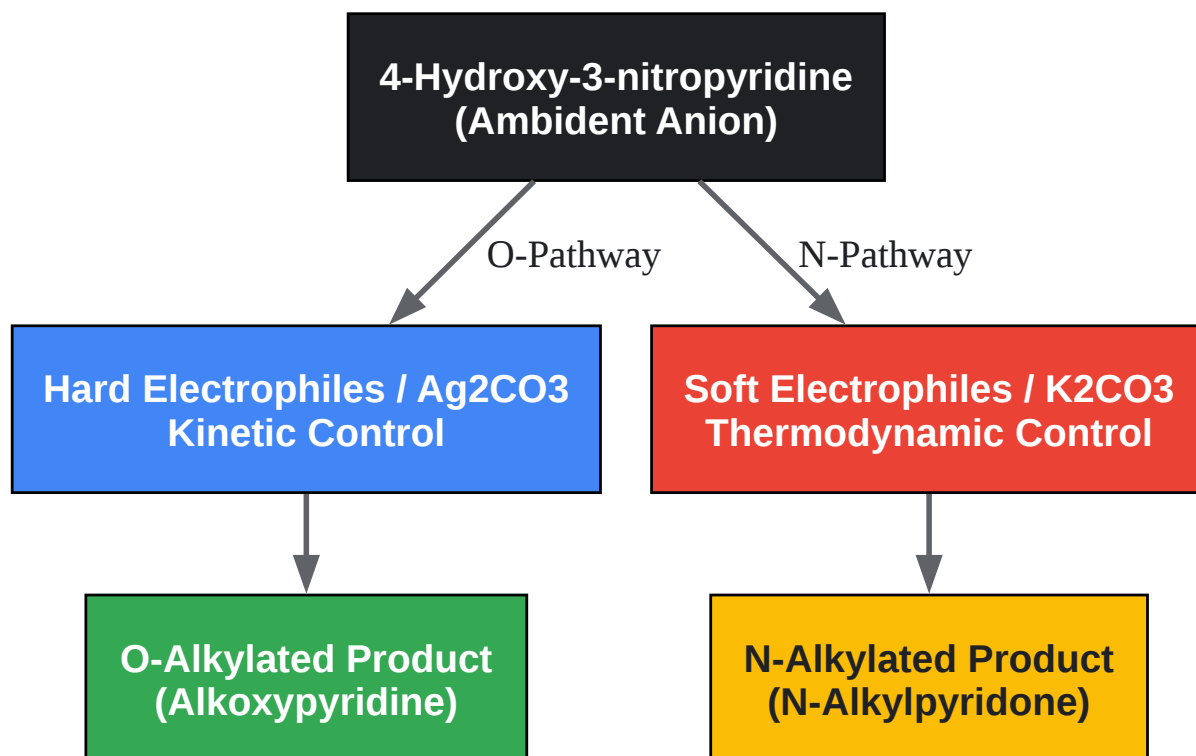 4-Hydroxy-3-nitropyridine
(Ambident Anion)
O-Pathway
N-Pathway
Hard Electrophiles / Ag2CO3
Kinetic Control
Soft Electrophiles / K2CO3
Thermodynamic Control
O-Alkylated Product
(Alkoxypyridine)
N-Alkylated Product
(N-Alkylpyridone)